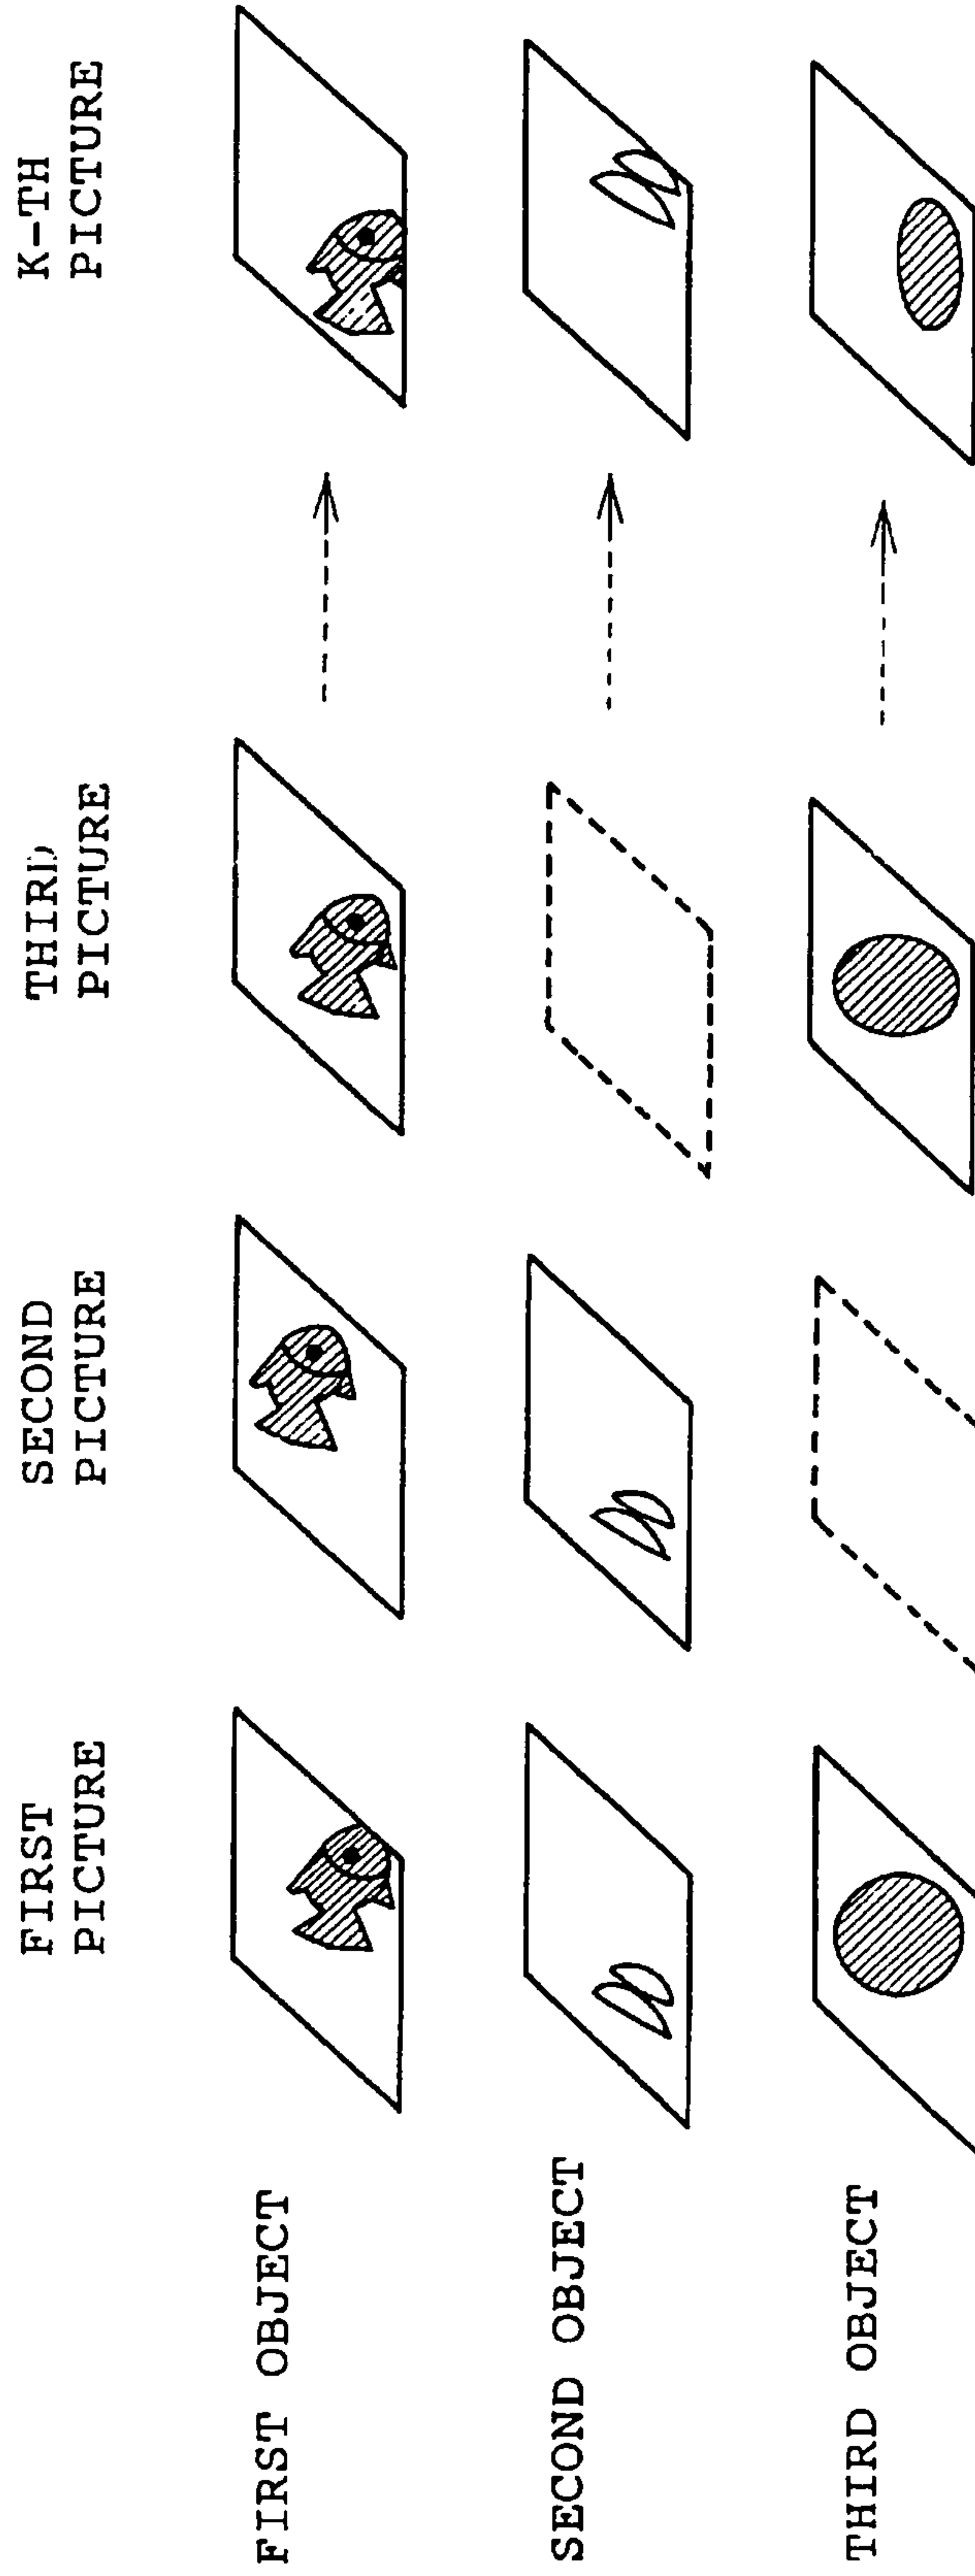 FIRST
PICTURE
SECOND
PICTURE
THIRD
PICTURE
K-TH
PICTURE
FIRST OBJECT
SECOND OBJECT
THIRD OBJECT